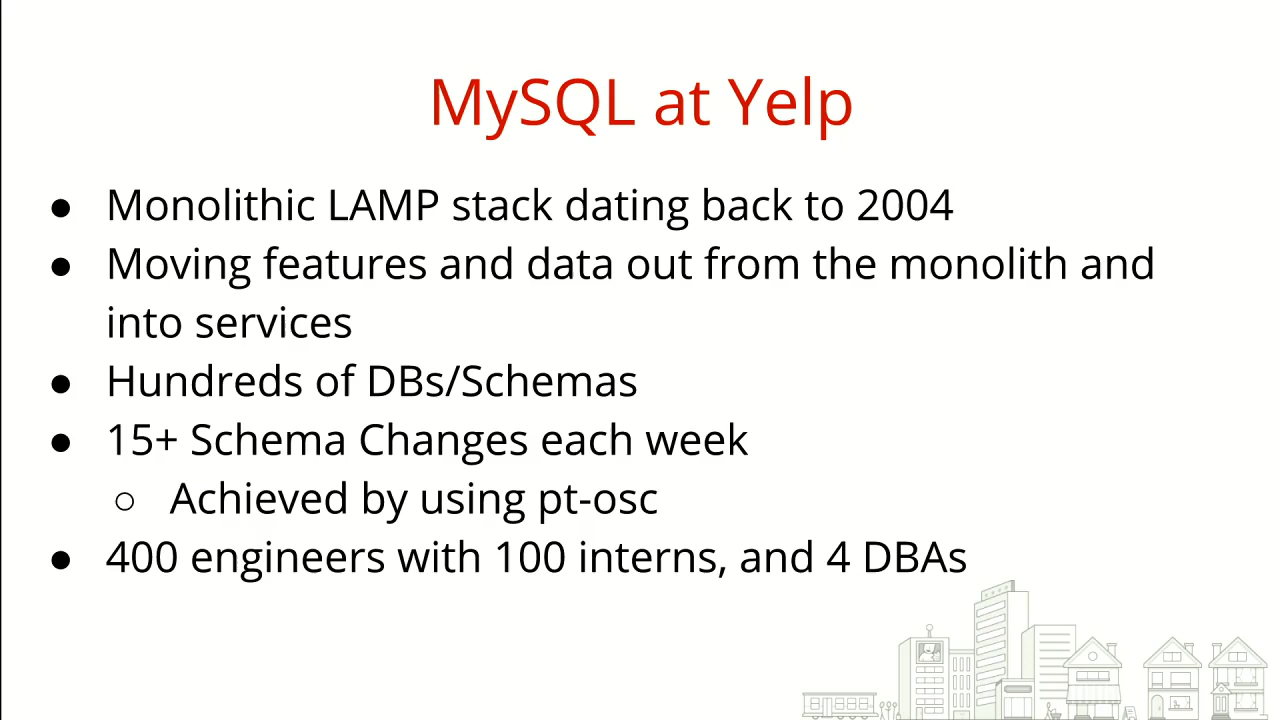 MySQL at Yelp
● Monolithic LAMP stack dating back to 2004
● Moving features and data out from the monolith and
into services
● Hundreds of DBs/Schemas
● 15+ Schema Changes each week
○ Achieved by using pt-osc
● 400 engineers with 100 interns, and 4 DBAs